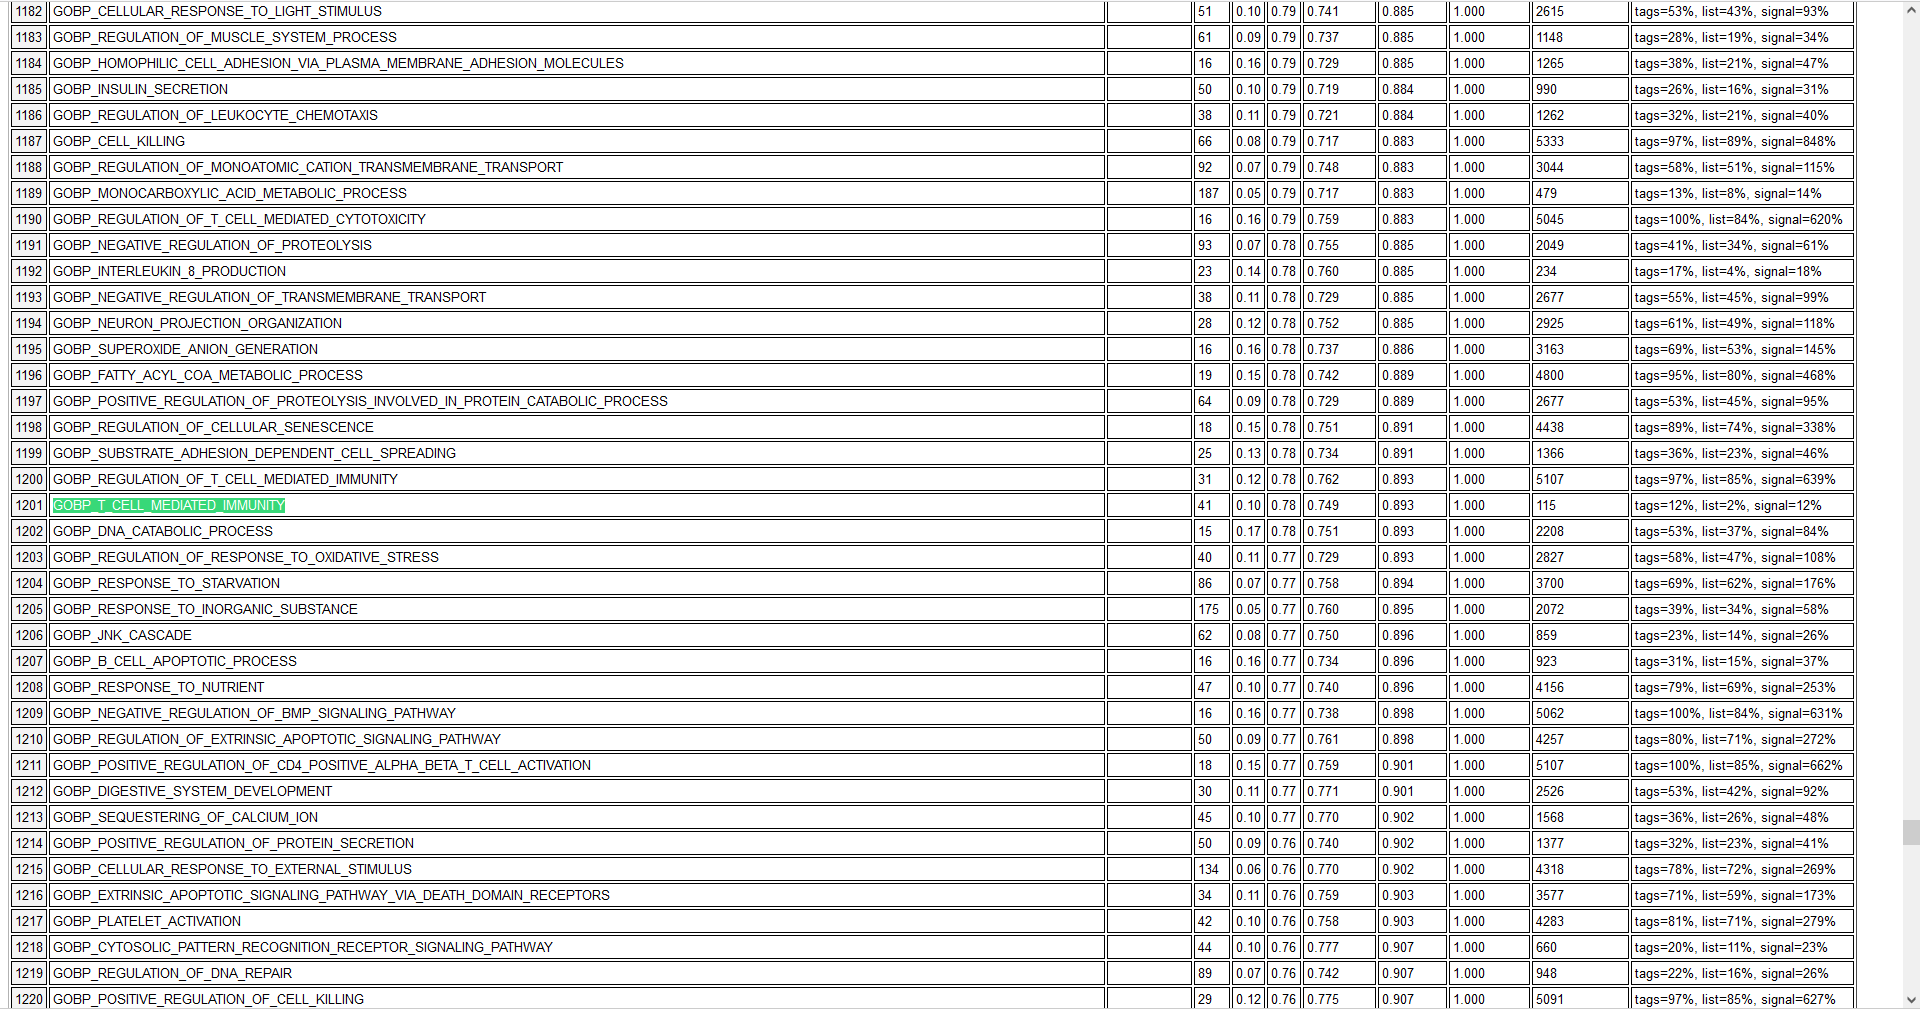 1182 GOBP_CELLULAR_RESPONSE_TO_LIGHT_STIMULUS 51 0.10 0.79 0.741 0.885 1.000 2615 tags=53%, list=43%, signal=93%
1183 GOBP_REGULATION_OF_MUSCLE_SYSTEM_PROCESS 61 0.09 0.79 0.737 0.885 1.000 1148 tags=28%, list=19%, signal=34%
1184 GOBP_HOMOPHILIC_CELL_ADHESION_VIA_PLASMA_MEMBRANE_ADHESION_MOLECULES 16 0.16 0.79 0.729 0.885 1.000 1265 tags=38%, list=21%, signal=47%
1185 GOBP_INSULIN_SECRETION 50 0.10 0.79 0.719 0.884 1.000 990 tags=26%, list=16%, signal=31%
1186 GOBP_REGULATION_OF_LEUKOCYTE_CHEMOTAXIS 38 0.11 0.79 0.721 0.884 1.000 1262 tags=32%, list=21%, signal=40%
1187 GOBP_CELL_KILLING 66 0.08 0.79 0.717 0.883 1.000 5333 tags=97%, list=89%, signal=848%
1188 GOBP_REGULATION_OF_MONOATOMIC_CATION_TRANSMEMBRANE_TRANSPORT 92 0.07 0.79 0.748 0.883 1.000 3044 tags=58%, list=51%, signal=115%
1189 GOBP_MONOCARBOXYLIC_ACID_METABOLIC_PROCESS 187 0.05 0.79 0.717 0.883 1.000 479 tags=13%, list=8%, signal=14%
1190 GOBP_REGULATION_OF_T_CELL_MEDIATED_CYTOTOXICITY 16 0.16 0.79 0.759 0.883 1.000 5045 tags=100%, list=84%, signal=620%
1191 GOBP_NEGATIVE_REGULATION_OF_PROTEOLYSIS 93 0.07 0.78 0.755 0.885 1.000 2049 tags=41%, list=34%, signal=61%
1192 GOBP_INTERLEUKIN_8_PRODUCTION 23 0.14 0.78 0.760 0.885 1.000 234 tags=17%, list=4%, signal=18%
1193 GOBP_NEGATIVE_REGULATION_OF_TRANSMEMBRANE_TRANSPORT 38 0.11 0.78 0.729 0.885 1.000 2677 tags=55%, list=45%, signal=99%
1194 GOBP_NEURON_PROJECTION_ORGANIZATION 28 0.12 0.78 0.752 0.885 1.000 2925 tags=61%, list=49%, signal=118%
1195 GOBP_SUPEROXIDE_ANION_GENERATION 16 0.16 0.78 0.737 0.886 1.000 3163 tags=69%, list=53%, signal=145%
1196 GOBP_FATTY_ACYL_COA_METABOLIC_PROCESS 19 0.15 0.78 0.742 0.889 1.000 4800 tags=95%, list=80%, signal=468%
1197 GOBP_POSITIVE_REGULATION_OF_PROTEOLYSIS_INVOLVED_IN_PROTEIN_CATABOLIC_PROCESS 64 0.09 0.78 0.729 0.889 1.000 2677 tags=53%, list=45%, signal=95%
1198 GOBP_REGULATION_OF_CELLULAR_SENESCENCE 18 0.15 0.78 0.751 0.891 1.000 4438 tags=89%, list=74%, signal=338%
1199 GOBP_SUBSTRATE_ADHESION_DEPENDENT_CELL_SPREADING 25 0.13 0.78 0.734 0.891 1.000 1366 tags=36%, list=23%, signal=46%
1200 GOBP_REGULATION_OF_T_CELL_MEDIATED_IMMUNITY 31 0.12 0.78 0.762 0.893 1.000 5107 tags=97%, list=85%, signal=639%
1201 GOBP_T_CELL_MEDIATED_IMMUNITY 41 0.10 0.78 0.749 0.893 1.000 115 tags=12%, list=2%, signal=12%
1202 GOBP_DNA_CATABOLIC_PROCESS 15 0.17 0.78 0.751 0.893 1.000 2208 tags=53%, list=37%, signal=84%
1203 GOBP_REGULATION_OF_RESPONSE_TO_OXIDATIVE_STRESS 40 0.11 0.77 0.729 0.893 1.000 2827 tags=58%, list=47%, signal=108%
1204 GOBP_RESPONSE_TO_STARVATION 86 0.07 0.77 0.758 0.894 1.000 3700 tags=69%, list=62%, signal=176%
1205 GOBP_RESPONSE_TO_INORGANIC_SUBSTANCE 175 0.05 0.77 0.760 0.895 1.000 2072 tags=39%, list=34%, signal=58%
1206 GOBP_JNK_CASCADE 62 0.08 0.77 0.750 0.896 1.000 859 tags=23%, list=14%, signal=26%
1207 GOBP_B_CELL_APOPTOTIC_PROCESS 16 0.16 0.77 0.734 0.896 1.000 923 tags=31%, list=15%, signal=37%
1208 GOBP_RESPONSE_TO_NUTRIENT 47 0.10 0.77 0.740 0.896 1.000 4156 tags=79%, list=69%, signal=253%
1209 GOBP_NEGATIVE_REGULATION_OF_BMP_SIGNALING_PATHWAY 16 0.16 0.77 0.738 0.898 1.000 5062 tags=100%, list=84%, signal=631%
1210 GOBP_REGULATION_OF_EXTRINSIC_APOPTOTIC_SIGNALING_PATHWAY 50 0.09 0.77 0.761 0.898 1.000 4257 tags=80%, list=71%, signal=272%
1211 GOBP_POSITIVE_REGULATION_OF_CD4_POSITIVE_ALPHA_BETA_T_CELL_ACTIVATION 18 0.15 0.77 0.759 0.901 1.000 5107 tags=100%, list=85%, signal=662%
1212 GOBP_DIGESTIVE_SYSTEM_DEVELOPMENT 30 0.11 0.77 0.771 0.901 1.000 2526 tags=53%, list=42%, signal=92%
1213 GOBP_SEQUESTERING_OF_CALCIUM_ION 45 0.10 0.77 0.770 0.902 1.000 1568 tags=36%, list=26%, signal=48%
1214 GOBP_POSITIVE_REGULATION_OF_PROTEIN_SECRETION 50 0.09 0.76 0.740 0.902 1.000 1377 tags=32%, list=23%, signal=41%
1215 GOBP_CELLULAR_RESPONSE_TO_EXTERNAL_STIMULUS 134 0.06 0.76 0.770 0.902 1.000 4318 tags=78%, list=72%, signal=269%
1216 GOBP_EXTRINSIC_APOPTOTIC_SIGNALING_PATHWAY_VIA_DEATH_DOMAIN_RECEPTORS 34 0.11 0.76 0.759 0.903 1.000 3577 tags=71%, list=59%, signal=173%
1217 GOBP_PLATELET_ACTIVATION 42 0.10 0.76 0.758 0.903 1.000 4283 tags=81%, list=71%, signal=279%
1218 GOBP_CYTOSOLIC_PATTERN_RECOGNITION_RECEPTOR_SIGNALING_PATHWAY 44 0.10 0.76 0.777 0.907 1.000 660 tags=20%, list=11%, signal=23%
1219 GOBP_REGULATION_OF_DNA_REPAIR 89 0.07 0.76 0.742 0.907 1.000 948 tags=22%, list=16%, signal=26%
1220 GOBP_POSITIVE_REGULATION_OF_CELL_KILLING 29 0.12 0.76 0.775 0.907 1.000 5091 tags=97%, list=85%, signal=627%